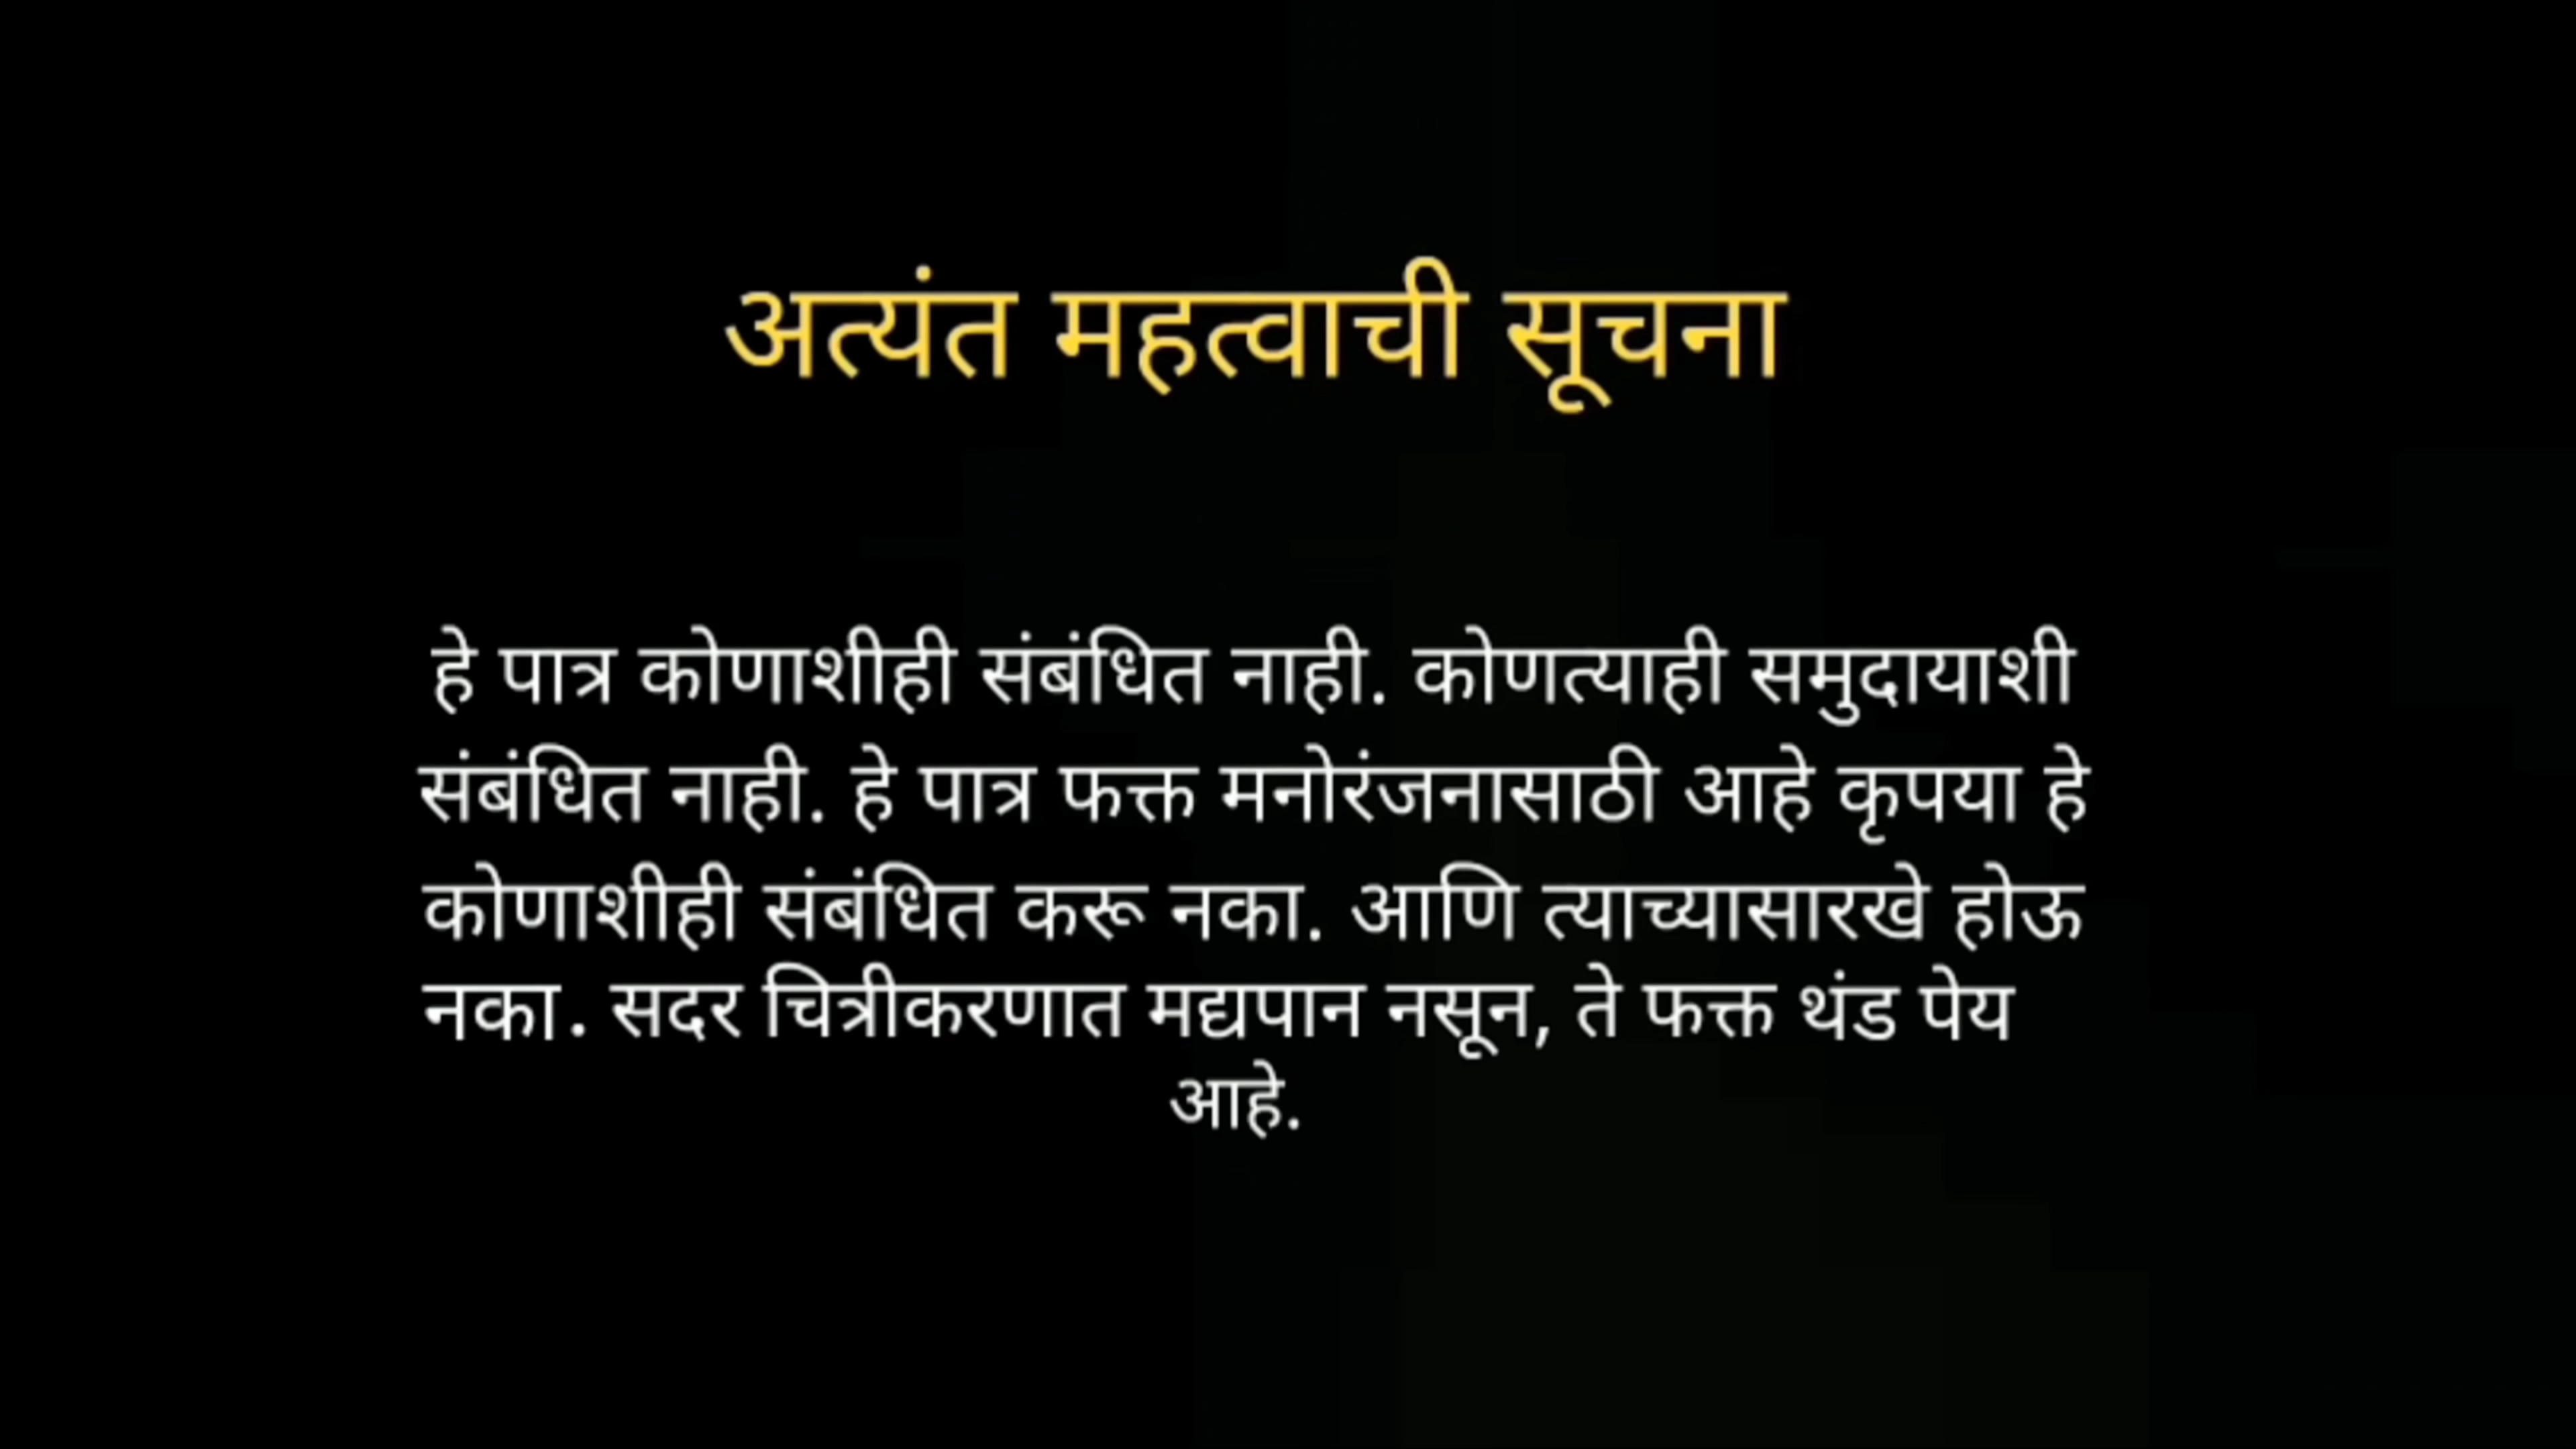 अत्यंत महत्वाची सूचना
हे पात्र कोणाशीही संबंधित नाही. कोणत्याही समुदायाशी
संबंधित नाही. हे पात्र फक्त मनोरंजनासाठी आहे कृपया हे
कोणाशीही संबंधित करू नका. आणि त्याच्यासारखे होऊ
नका. सदर चित्रीकरणात मद्यपान नसून, ते फक्त थंड पेय
आहे.